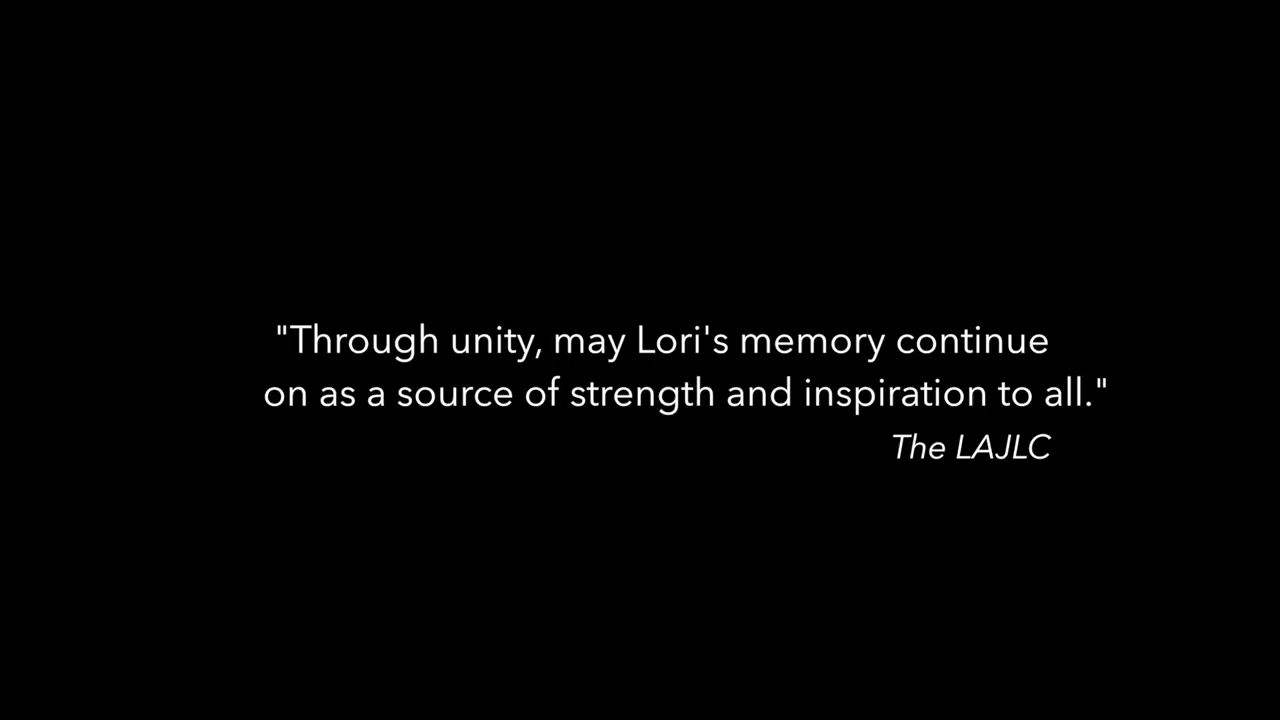 "Through unity, may Lori's memory continue
on as a source of strength and inspiration to all."
The LAJLC